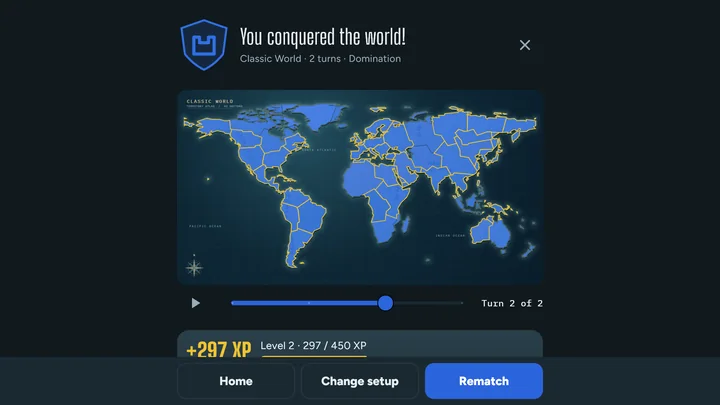 You conquered the world!
Classic World · 2 turns · Domination
CLASSIC WORLD
ATLANTIC
PACIFIC OCEAN
INDIAN OCEAN
Turn 2 of 2
+297 XP
Level 2 · 297 / 450 XP
Home
Change setup
Rematch